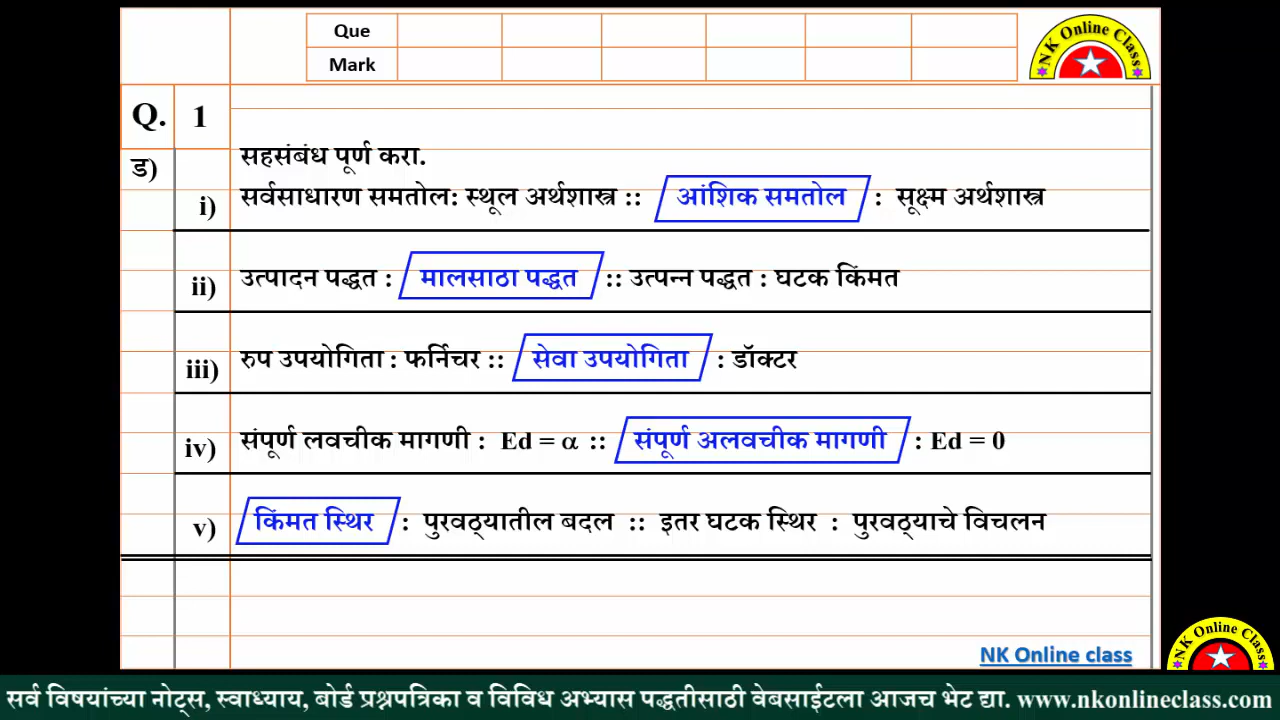 Que
Mark
NK Online Class
Q. 1
ड) सहसंबंध पूर्ण करा.
i) सर्वसाधारण समतोल: स्थूल अर्थशास्त्र :: आंशिक समतोल : सूक्ष्म अर्थशास्त्र
ii) उत्पादन पद्धत : मालसाठा पद्धत :: उत्पन्न पद्धत : घटक किंमत
iii) रुप उपयोगिता : फर्निचर :: सेवा उपयोगिता : डॉक्टर
iv) संपूर्ण लवचीक मागणी : Ed = α :: संपूर्ण अलवचीक मागणी : Ed = 0
v) किंमत स्थिर : पुरवठ्यातील बदल :: इतर घटक स्थिर : पुरवठ्याचे विचलन
NK Online class
NK Online Class
सर्व विषयांच्या नोट्स, स्वाध्याय, बोर्ड प्रश्नपत्रिका व विविध अभ्यास पद्धतीसाठी वेबसाईटला आजच भेट द्या. www.nkonlineclass.com